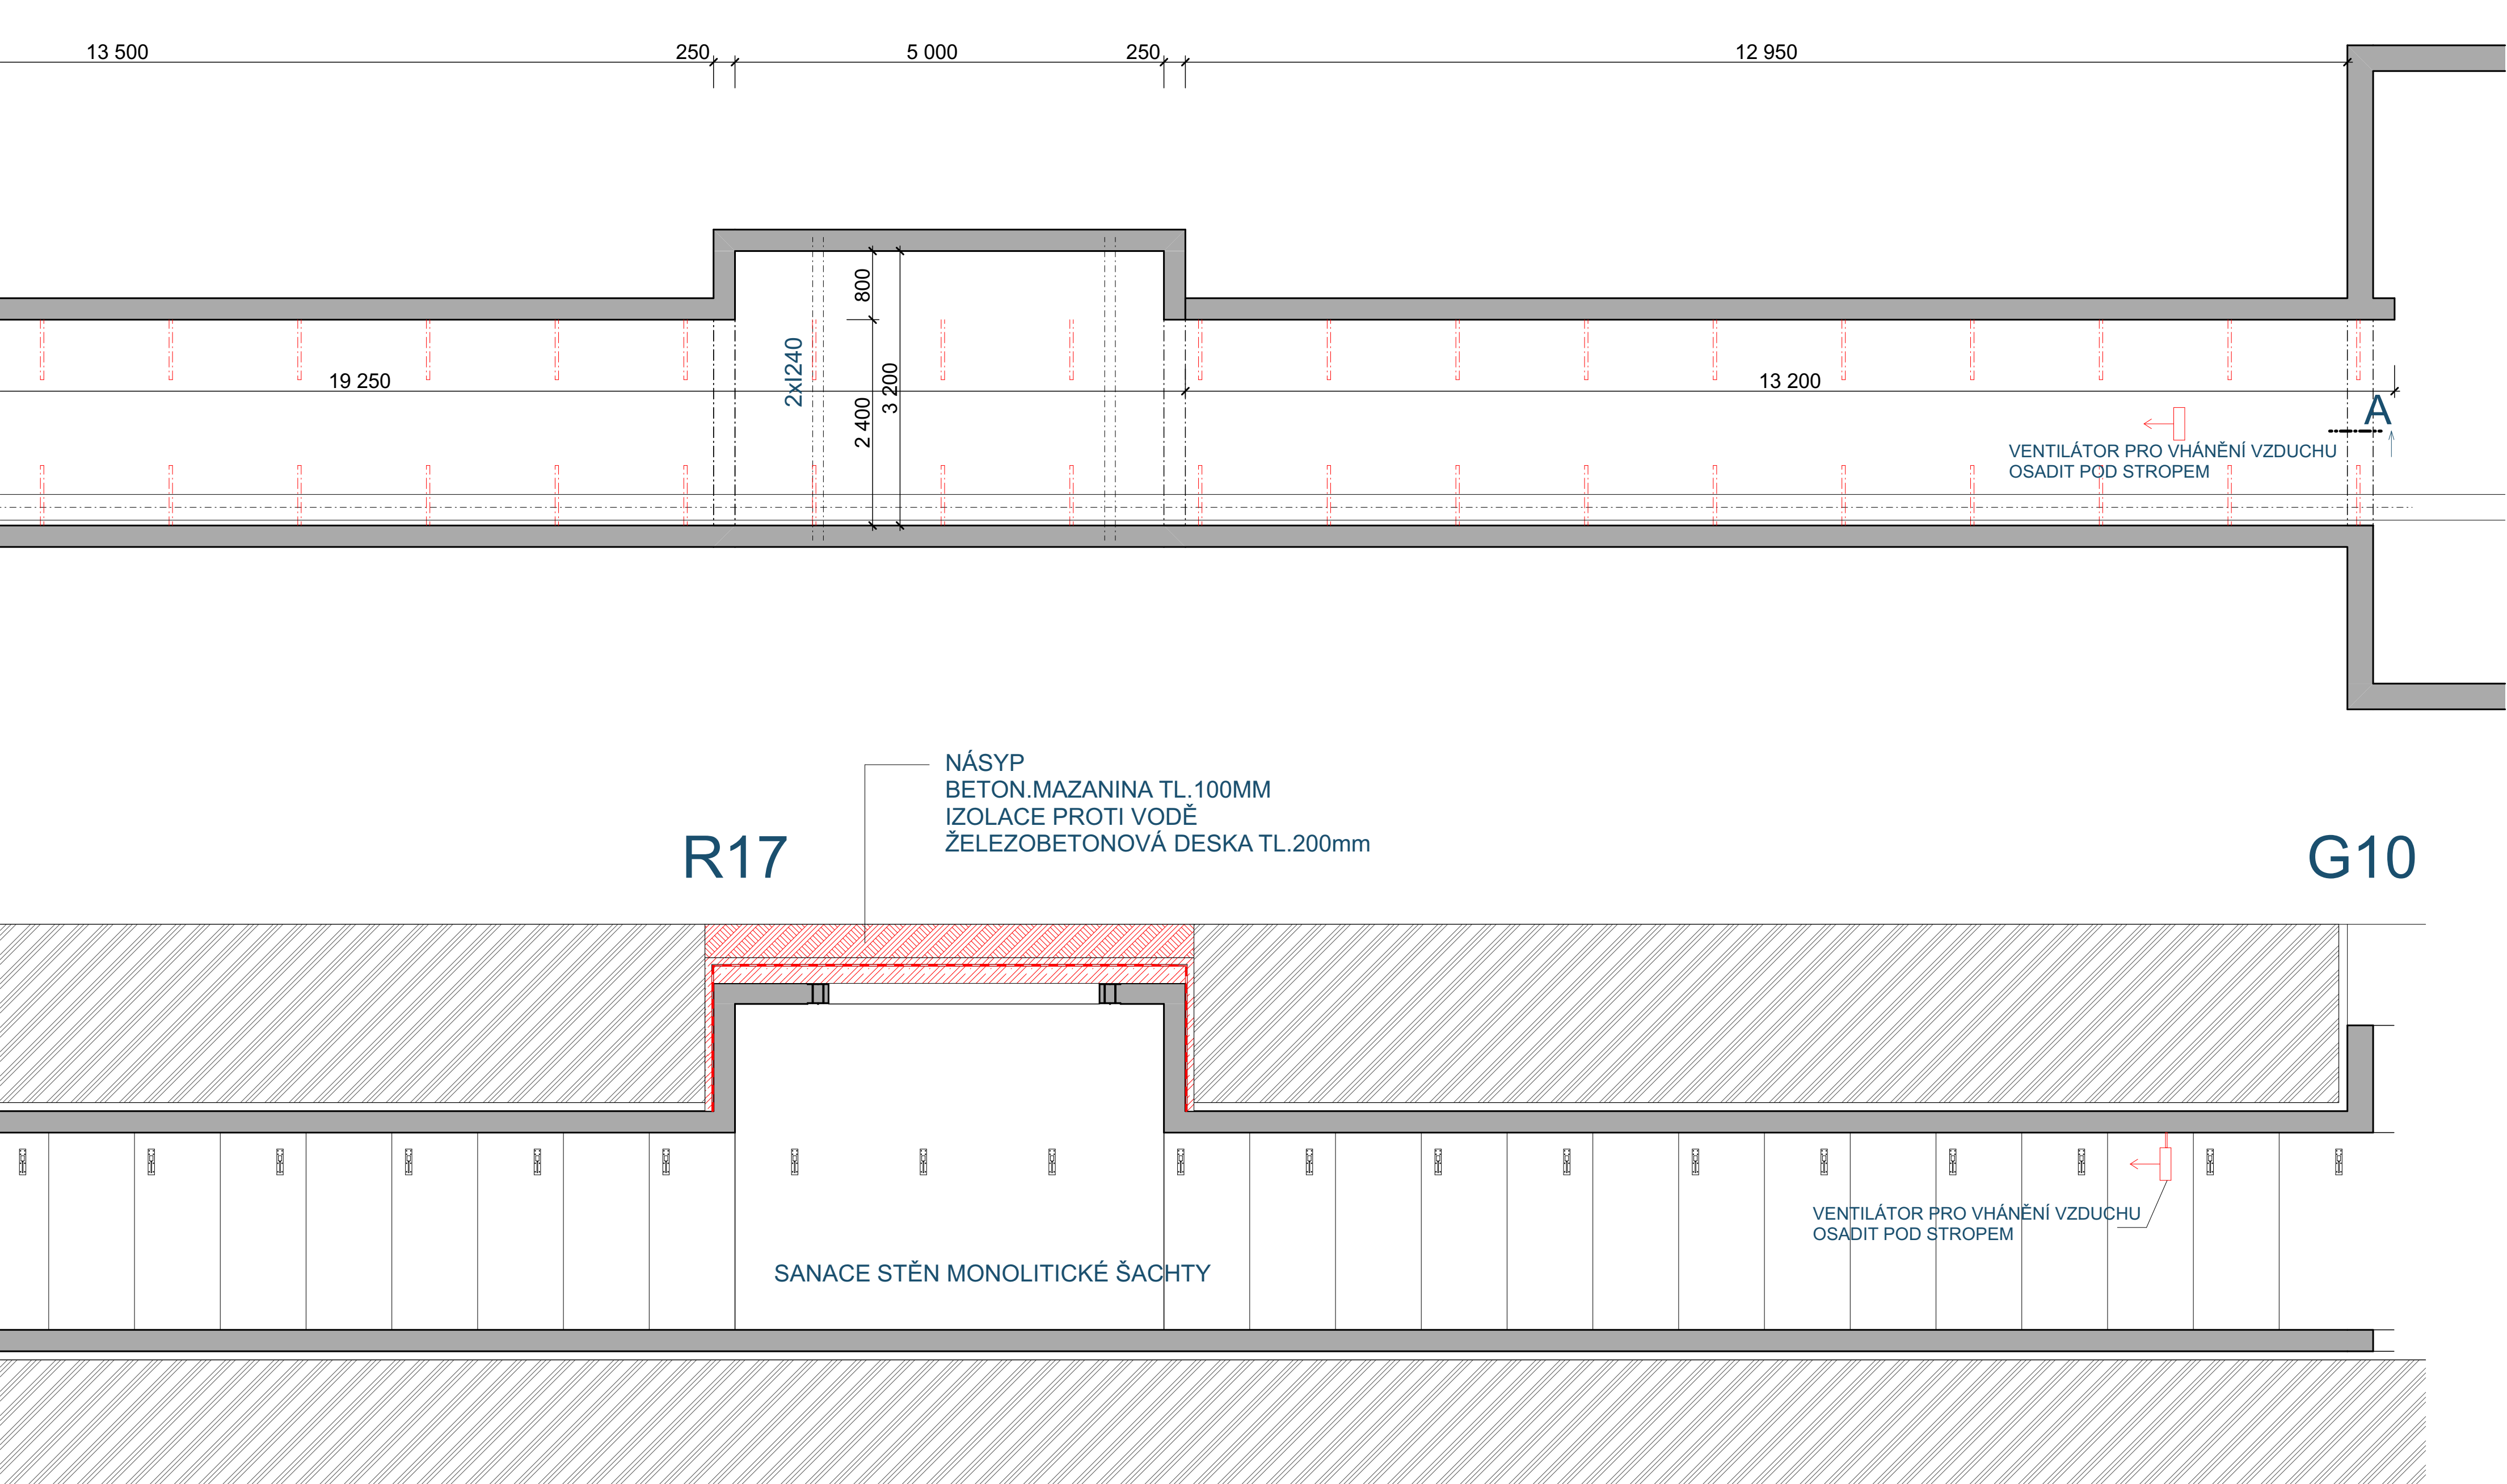 13 500
250
5 000
250
12 950
800
2xI240
3 200
2 400
19 250
13 200
A
VENTILÁTOR PRO VHÁNĚNÍ VZDUCHU
OSADIT POD STROPEM
NÁSYP
BETON.MAZANINA TL.100MM
IZOLACE PROTI VODĚ
ŽELEZOBETONOVÁ DESKA TL.200mm
R17
G10
VENTILÁTOR PRO VHÁNĚNÍ VZDUCHU
OSADIT POD STROPEM
SANACE STĚN MONOLITICKÉ ŠACHTY